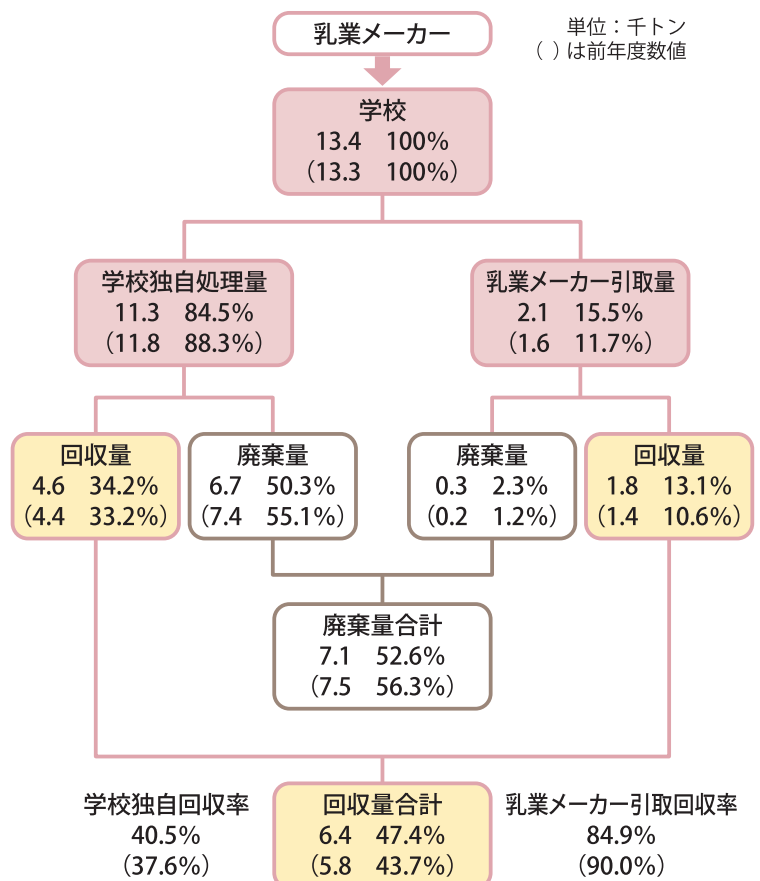 乳業メーカー
単位：千トン
（ ）は前年度数値
学校
13.4 100%
（13.3 100%）
学校独自処理量
11.3 84.5%
（11.8 88.3%）
乳業メーカー引取量
2.1 15.5%
（1.6 11.7%）
回収量
4.6 34.2%
（4.4 33.2%）
廃棄量
6.7 50.3%
（7.4 55.1%）
廃棄量
0.3 2.3%
（0.2 1.2%）
回収量
1.8 13.1%
（1.4 10.6%）
廃棄量合計
7.1 52.6%
（7.5 56.3%）
学校独自回収率
40.5%
（37.6%）
回収量合計
6.4 47.4%
（5.8 43.7%）
乳業メーカー引取回収率
84.9%
（90.0%）